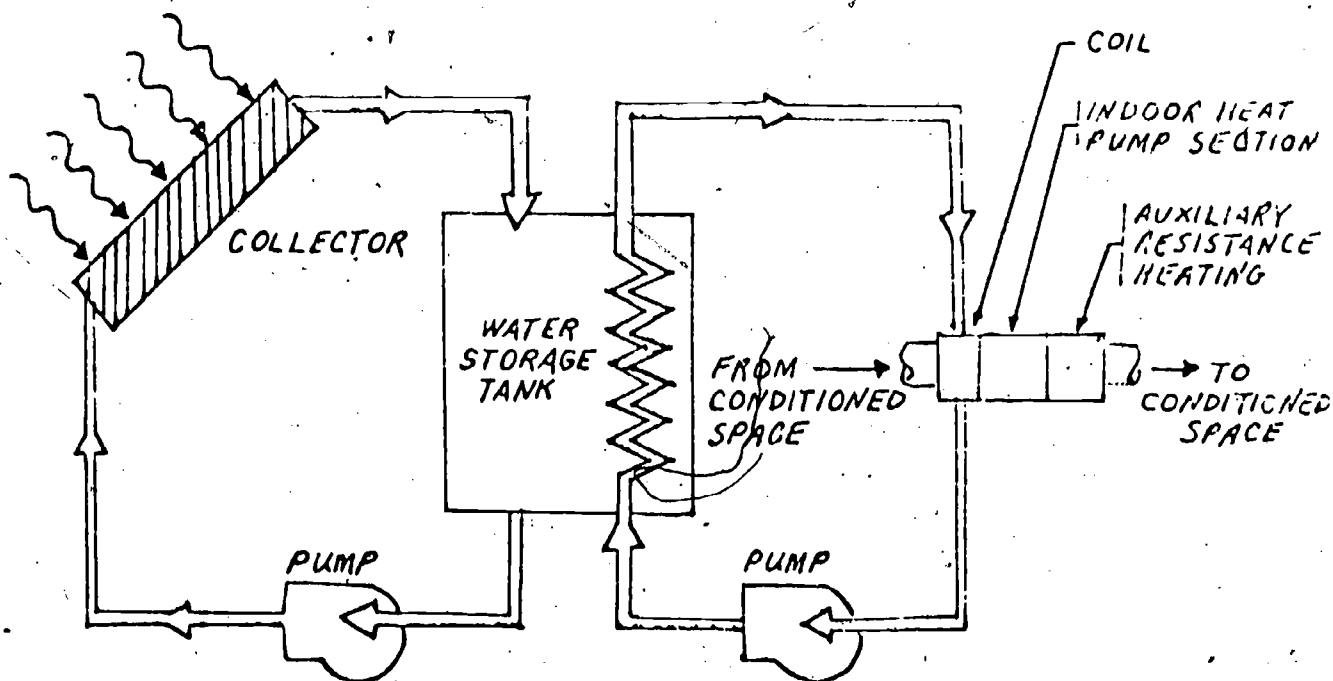 COIL
INDOOR HEAT
PUMP SECTION
AUXILIARY
RESISTANCE
HEATING
COLLECTOR
WATER
STORAGE
TANK
FROM
CONDITIONED
SPACE
TO
CONDITIONED
SPACE
PUMP
PUMP